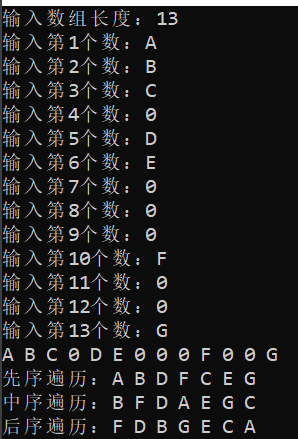 输入数组长度：13
输入第1个数：A
输入第2个数：B
输入第3个数：C
输入第4个数：0
输入第5个数：D
输入第6个数：E
输入第7个数：0
输入第8个数：0
输入第9个数：0
输入第10个数：F
输入第11个数：0
输入第12个数：0
输入第13个数：G
A B C 0 D E 0 0 0 F 0 0 G
先序遍历：A B D F C E G
中序遍历：B F D A E G C
后序遍历：F D B G E C A